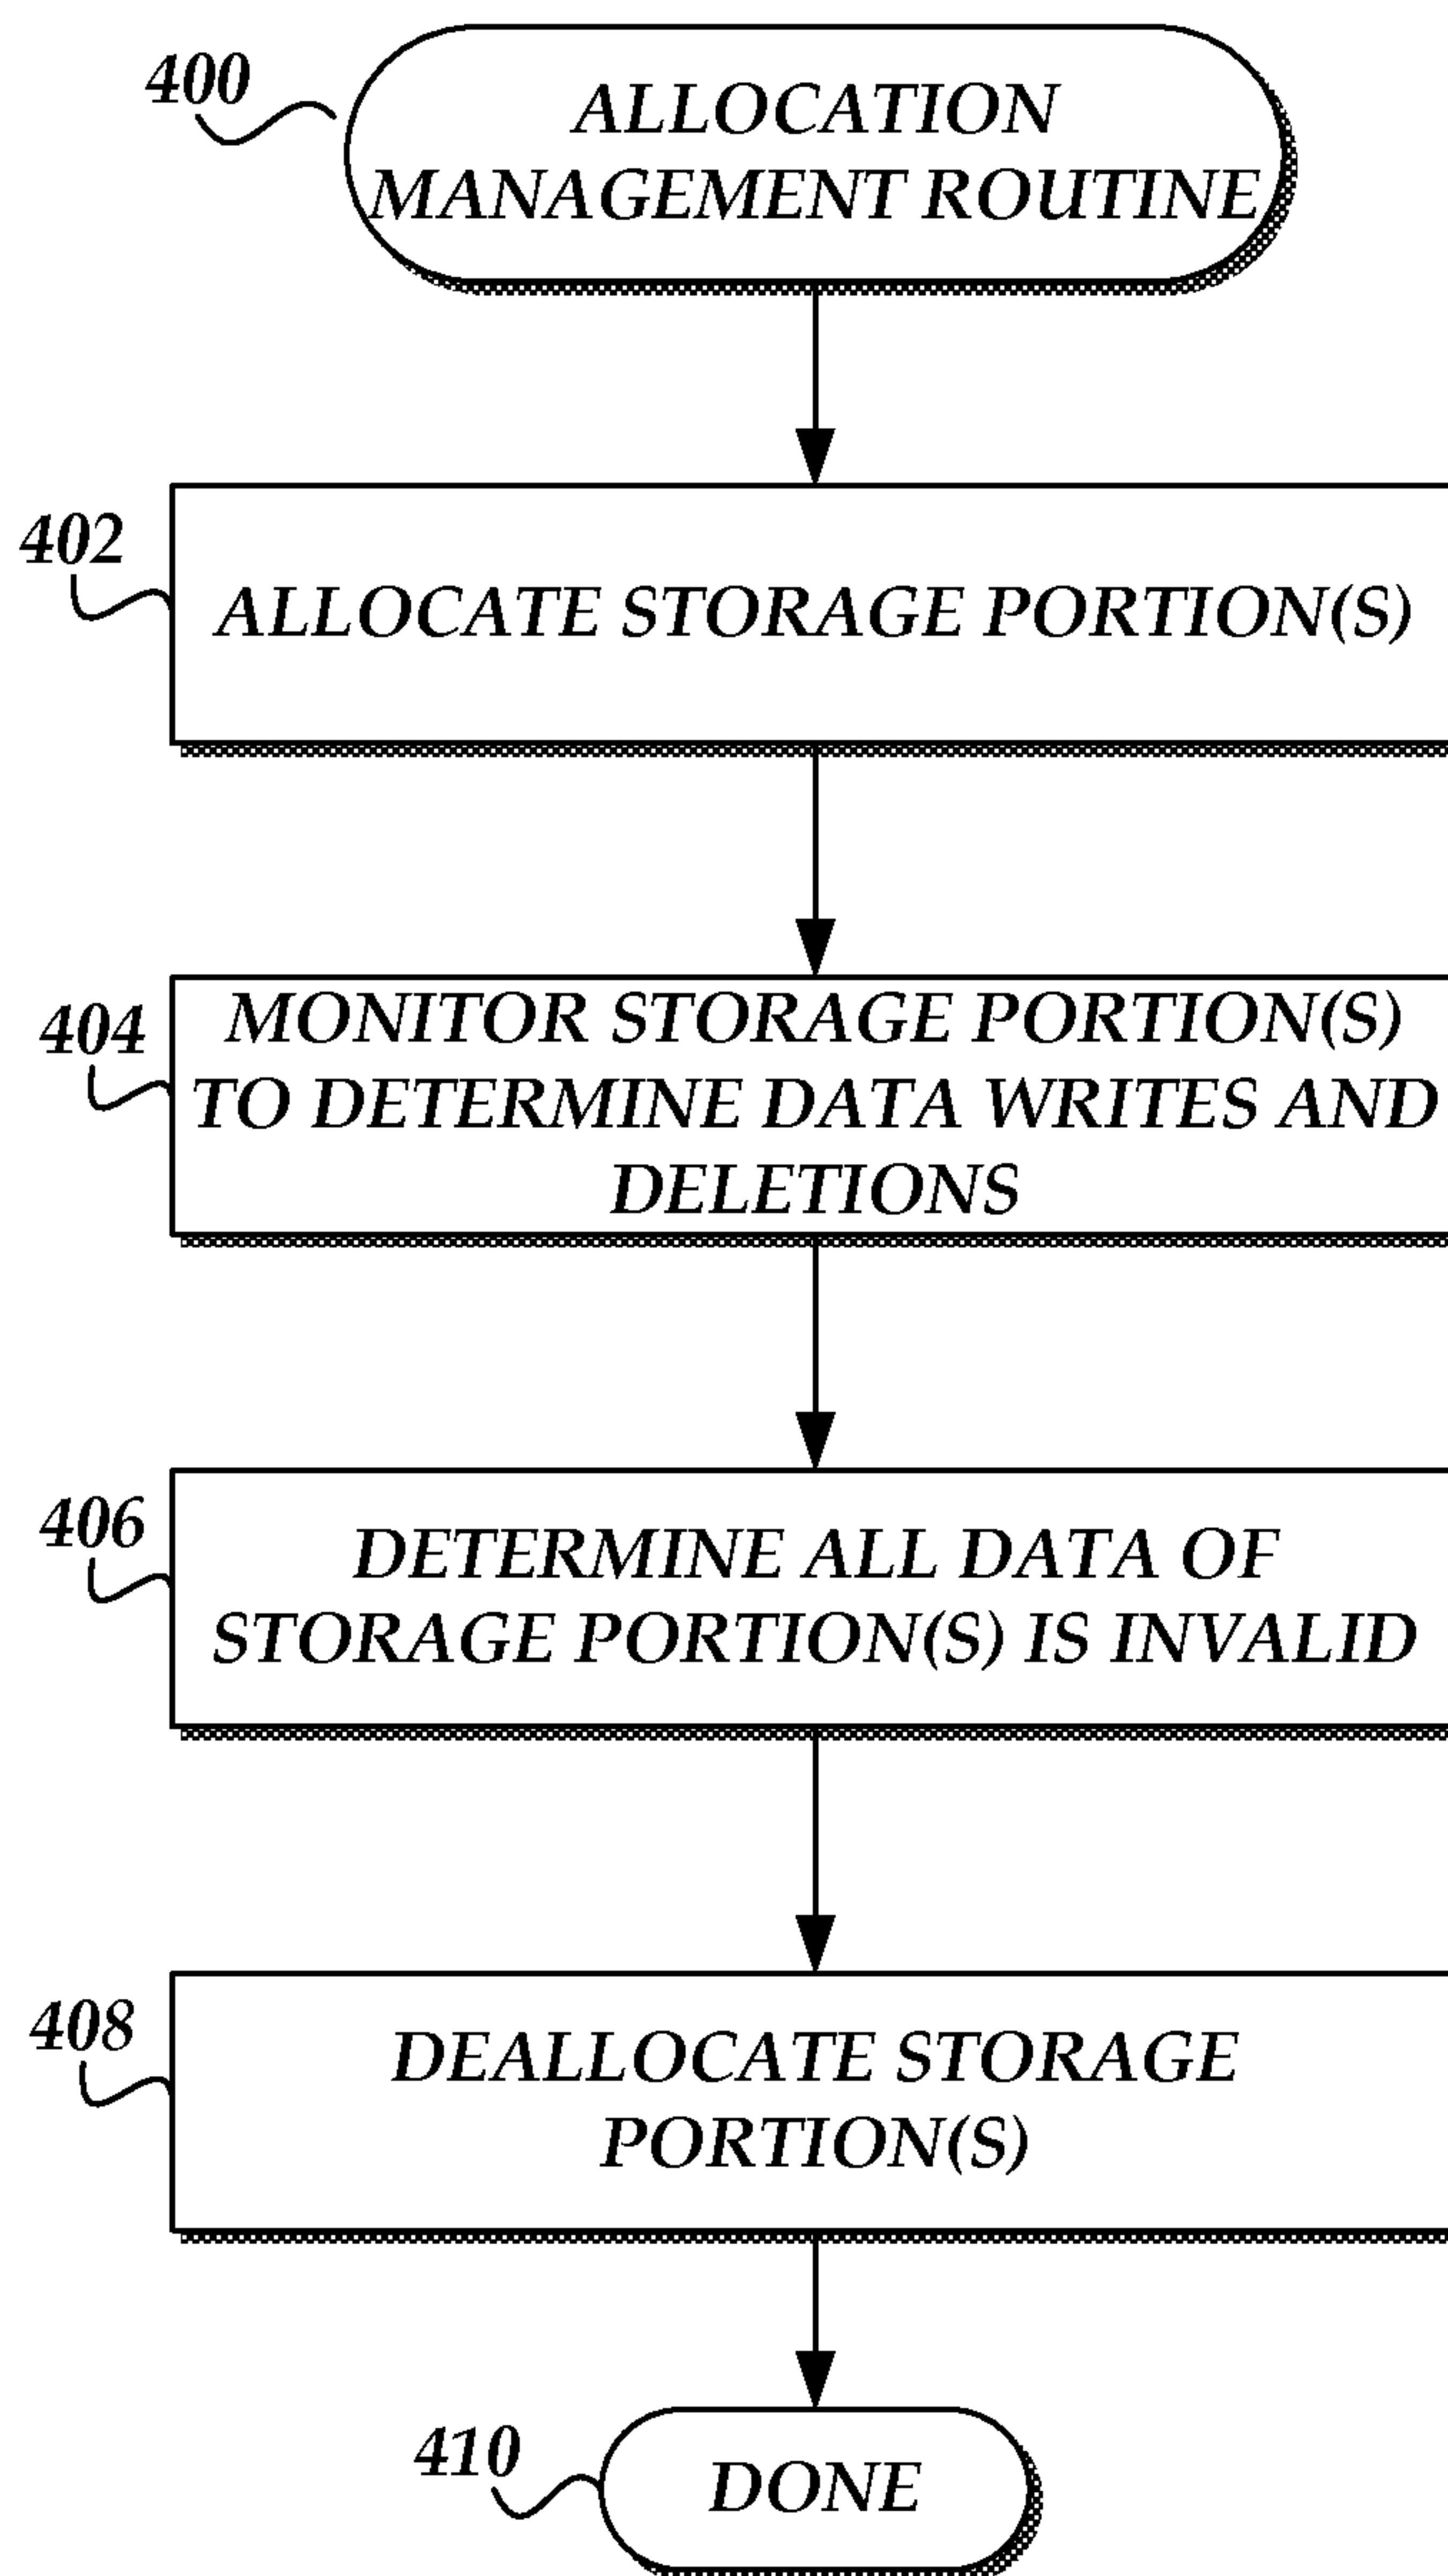 400
ALLOCATION
MANAGEMENT ROUTINE
402
ALLOCATE STORAGE PORTION(S)
404
MONITOR STORAGE PORTION(S)
TO DETERMINE DATA WRITES AND
DELETIONS
406
DETERMINE ALL DATA OF
STORAGE PORTION(S) IS INVALID
408
DEALLOCATE STORAGE
PORTION(S)
410
DONE